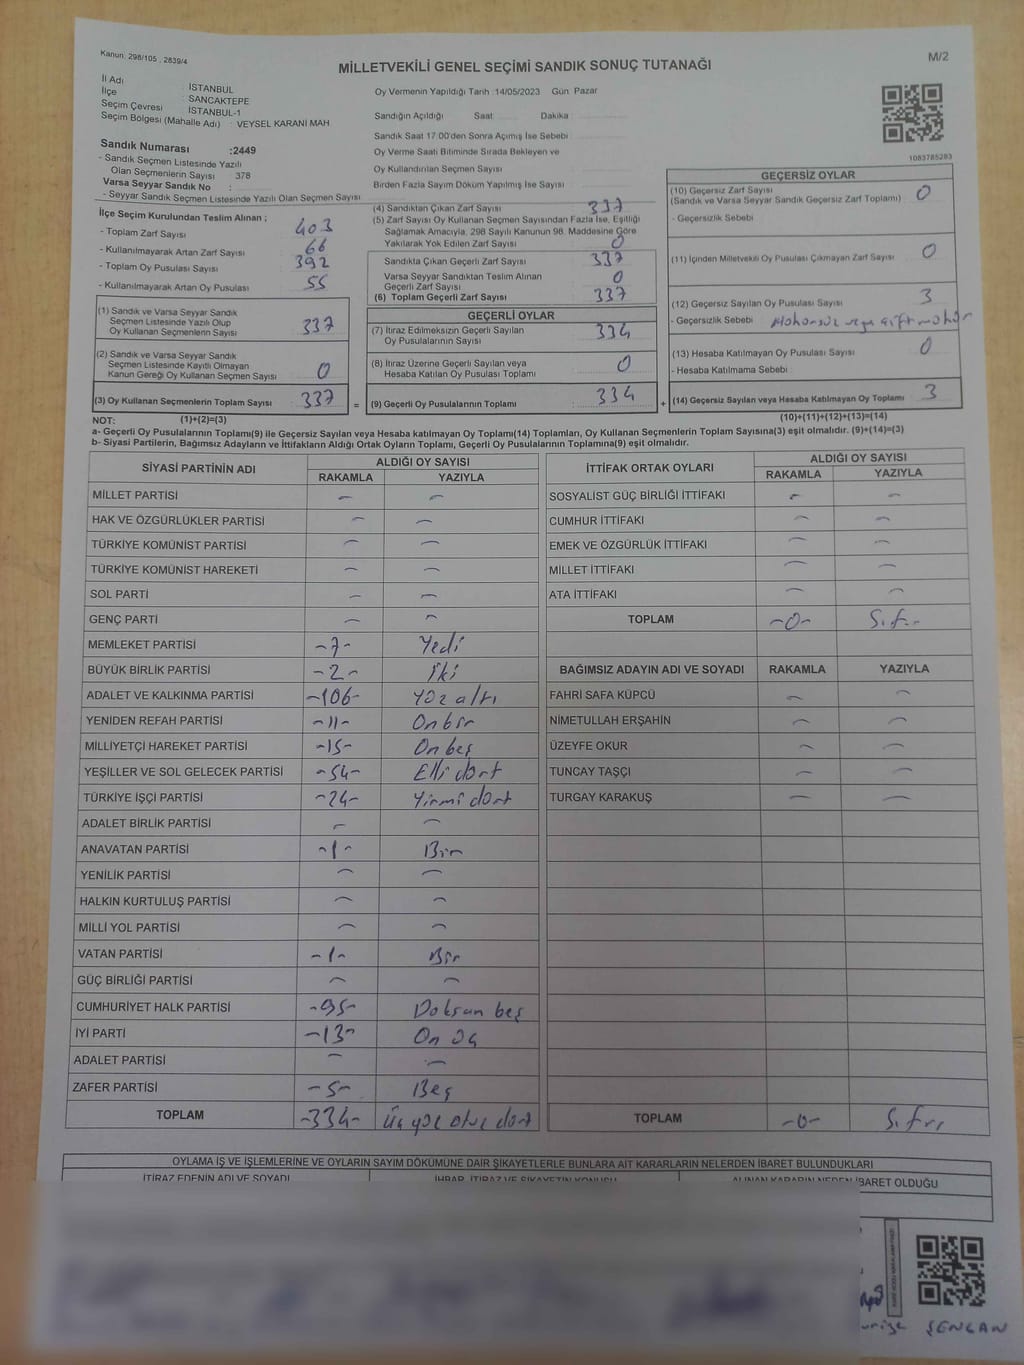 Kanun, 298/105 , 2839/4
M/2
MİLLETVEKİLİ GENEL SEÇİMİ SANDIK SONUÇ TUTANAĞI
İl Adı İSTANBUL
İlçe SANCAKTEPE
Seçim Çevresi İSTANBUL-1
Seçim Bölgesi (Mahalle Adı) : VEYSEL KARANİ MAH.
Sandık Numarası :2449
- Sandık Seçmen Listesinde Yazılı
Olan Seçmenlerin Sayısı : 378
Varsa Seyyar Sandık No :
- Seyyar Sandık Seçmen Listesinde Yazılı Olan Seçmen Sayısı
Oy Vermenin Yapıldığı Tarih :14/05/2023 Gün Pazar
Sandığın Açıldığı Saat Dakika
Sandık Saat 17:00'den Sonra Açımış İse Sebebi
Oy Verme Saati Bitiminde Sırada Bekleyen ve
Oy Kullandırılan Seçmen Sayısı
Birden Fazla Sayım Döküm Yapılmış İse Sayısı
1083785283
İlçe Seçim Kurulundan Teslim Alınan ;
- Toplam Zarf Sayısı 403
- Kullanılmayarak Artan Zarf Sayısı 66
- Toplam Oy Pusulası Sayısı 392
- Kullanılmayarak Artan Oy Pusulası 55
(1) Sandık ve Varsa Seyyar Sandık
Seçmen Listesinde Yazılı Olup
Oy Kullanan Seçmenlerin Sayısı 337
(2) Sandık ve Varsa Seyyar Sandık
Seçmen Listesinde Kayıtlı Olmayan
Kanun Gereği Oy Kullanan Seçmen Sayısı 0
(3) Oy Kullanan Seçmenlerin Toplam Sayısı 337
(4) Sandıktan Çıkan Zarf Sayısı 337
(5) Zarf Sayısı Oy Kullanan Seçmen Sayısından Fazla İse, Eşitliği
Sağlamak Amacıyla, 298 Sayılı Kanunun 98. Maddesine Göre
Yakılarak Yok Edilen Zarf Sayısı 0
Sandıkta Çıkan Geçerli Zarf Sayısı 337
Varsa Seyyar Sandıktan Teslim Alınan
Geçerli Zarf Sayısı 0
(6) Toplam Geçerli Zarf Sayısı 337
GEÇERLİ OYLAR
(7) İtiraz Edilmeksizin Geçerli Sayılan
Oy Pusulalarının Sayısı 334
(8) İtiraz Üzerine Geçerli Sayılan veya
Hesaba Katılan Oy Pusulası Toplamı 0
= (9) Geçerli Oy Pusulalarının Toplamı 334
GEÇERSİZ OYLAR
(10) Geçersiz Zarf Sayısı 0
(Sandık ve Varsa Seyyar Sandık Geçersiz Zarf Toplamı)
- Geçersizlik Sebebi
(11) İçinden Milletvekili Oy Pusulası Çıkmayan Zarf Sayısı 0
(12) Geçersiz Sayılan Oy Pusulası Sayısı 3
- Geçersizlik Sebebi Mühürsüz veya çift mühür
(13) Hesaba Katılmayan Oy Pusulası Sayısı 0
- Hesaba Katılmama Sebebi
+ (14) Geçersiz Sayılan veya Hesaba Katılmayan Oy Toplamı 3
NOT: (1)+(2)=(3) (10)+(11)+(12)+(13)=(14)
a- Geçerli Oy Pusulalarının Toplamı(9) ile Geçersiz Sayılan veya Hesaba katılmayan Oy Toplamı(14) Toplamları, Oy Kullanan Seçmenlerin Toplam Sayısına(3) eşit olmalıdır. (9)+(14)=(3)
b- Siyasi Partilerin, Bağımsız Adayların ve İttifakların Aldığı Ortak Oyların Toplamı, Geçerli Oy Pusulalarının Toplamına(9) eşit olmalıdır.
SİYASİ PARTİNİN ADI ALDIĞI OY SAYISI
RAKAMLA YAZIYLA
MİLLET PARTİSİ - -
HAK VE ÖZGÜRLÜKLER PARTİSİ - -
TÜRKİYE KOMÜNİST PARTİSİ - -
TÜRKİYE KOMÜNİST HAREKETİ - -
SOL PARTİ - -
GENÇ PARTİ - -
MEMLEKET PARTİSİ -7- Yedi
BÜYÜK BİRLİK PARTİSİ -2- İki
ADALET VE KALKINMA PARTİSİ -106- Yüz altı
YENİDEN REFAH PARTİSİ -11- On bir
MİLLİYETÇİ HAREKET PARTİSİ -15- On beş
YEŞİLLER VE SOL GELECEK PARTİSİ -54- Elli dört
TÜRKİYE İŞÇİ PARTİSİ -24- Yirmi dört
ADALET BİRLİK PARTİSİ - -
ANAVATAN PARTİSİ -1- Bir
YENİLİK PARTİSİ - -
HALKIN KURTULUŞ PARTİSİ - -
MİLLİ YOL PARTİSİ - -
VATAN PARTİSİ -1- Bir
GÜÇ BİRLİĞİ PARTİSİ - -
CUMHURİYET HALK PARTİSİ -95- Doksan beş
İYİ PARTİ -13- On üç
ADALET PARTİSİ - -
ZAFER PARTİSİ -5- Beş
TOPLAM -334- Üç yüz otuz dört
İTTİFAK ORTAK OYLARI ALDIĞI OY SAYISI
RAKAMLA YAZIYLA
SOSYALİST GÜÇ BİRLİĞİ İTTİFAKI - -
CUMHUR İTTİFAKI - -
EMEK VE ÖZGÜRLÜK İTTİFAKI - -
MİLLET İTTİFAKI - -
ATA İTTİFAKI - -
TOPLAM -0- Sıfır
BAĞIMSIZ ADAYIN ADI VE SOYADI RAKAMLA YAZIYLA
FAHRİ SAFA KÜPCÜ - -
NİMETULLAH ERŞAHİN - -
ÜZEYFE OKUR - -
TUNCAY TAŞÇI - -
TURGAY KARAKUŞ - -
TOPLAM -0- Sıfır
OYLAMA İŞ VE İŞLEMLERİNE VE OYLARIN SAYIM DÖKÜMÜNE DAİR ŞİKAYETLERLE BUNLARA AİT KARARLARIN NELERDEN İBARET BULUNDUKLARI
İTİRAZ EDENİN ADI VE SOYADI İHBAR, İTİRAZ VE ŞİKAYETİN KONUSU ALINAN KARARIN NEDEN İBARET OLDUĞU
ŞENCAN